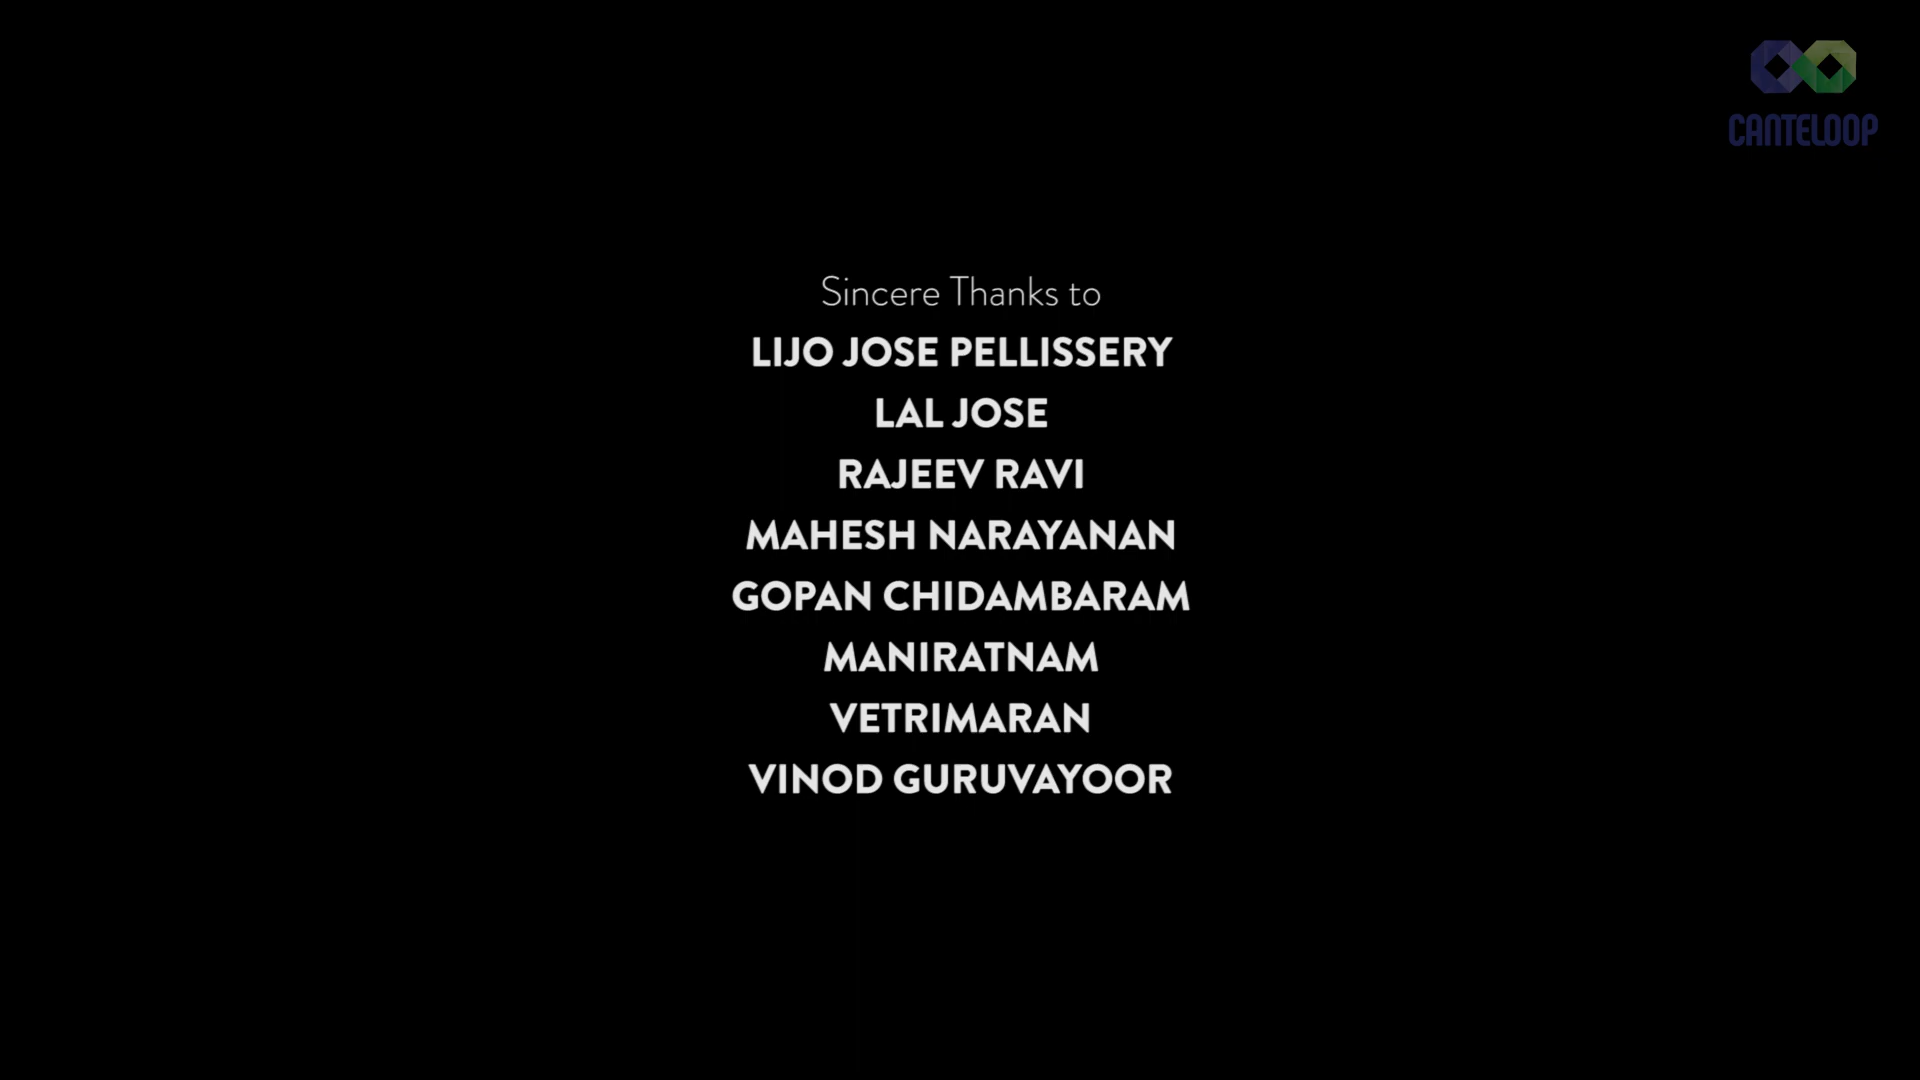 CANTELOOP
Sincere Thanks to
LIJO JOSE PELLISSERY
LAL JOSE
RAJEEV RAVI
MAHESH NARAYANAN
GOPAN CHIDAMBARAM
MANIRATNAM
VETRIMARAN
VINOD GURUVAYOOR